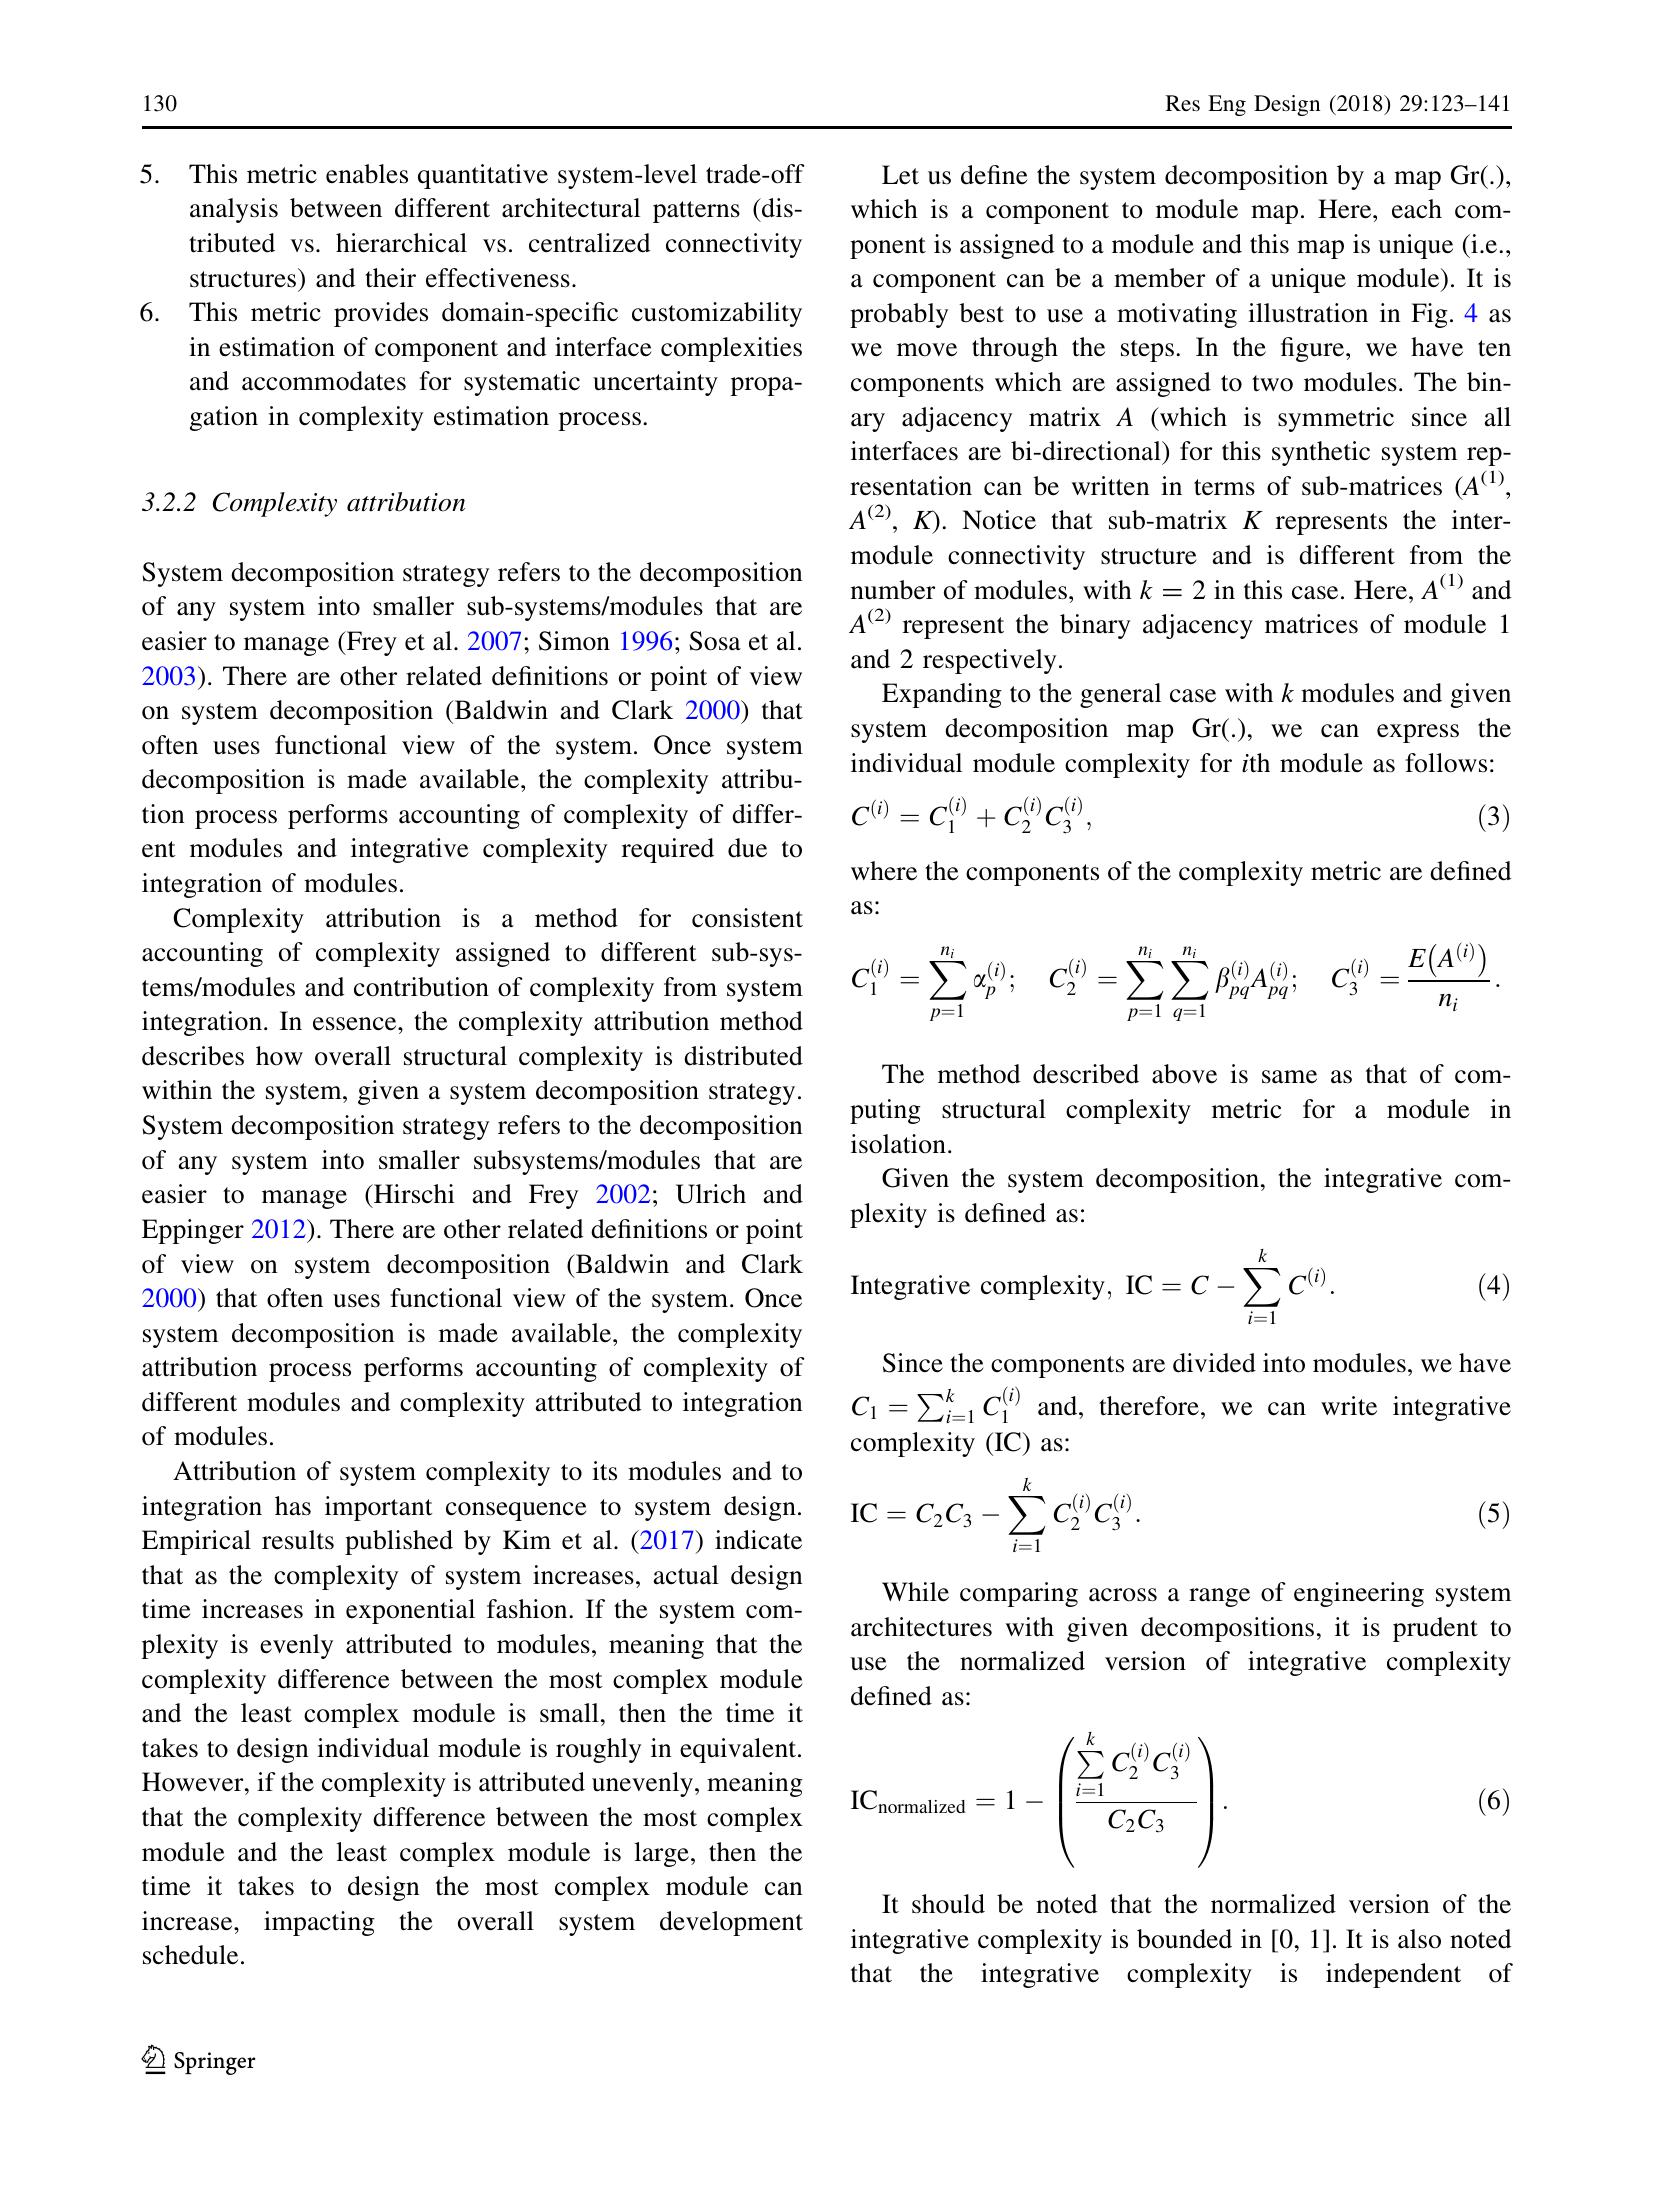 130
Res Eng Design (2018) 29:123–141
5. This metric enables quantitative system-level trade-off
analysis between different architectural patterns (dis-
tributed vs. hierarchical vs. centralized connectivity
structures) and their effectiveness.
6. This metric provides domain-specific customizability
in estimation of component and interface complexities
and accommodates for systematic uncertainty propa-
gation in complexity estimation process.
3.2.2 Complexity attribution
System decomposition strategy refers to the decomposition
of any system into smaller sub-systems/modules that are
easier to manage (Frey et al. 2007; Simon 1996; Sosa et al.
2003). There are other related definitions or point of view
on system decomposition (Baldwin and Clark 2000) that
often uses functional view of the system. Once system
decomposition is made available, the complexity attribu-
tion process performs accounting of complexity of differ-
ent modules and integrative complexity required due to
integration of modules.
Complexity attribution is a method for consistent
accounting of complexity assigned to different sub-sys-
tems/modules and contribution of complexity from system
integration. In essence, the complexity attribution method
describes how overall structural complexity is distributed
within the system, given a system decomposition strategy.
System decomposition strategy refers to the decomposition
of any system into smaller subsystems/modules that are
easier to manage (Hirschi and Frey 2002; Ulrich and
Eppinger 2012). There are other related definitions or point
of view on system decomposition (Baldwin and Clark
2000) that often uses functional view of the system. Once
system decomposition is made available, the complexity
attribution process performs accounting of complexity of
different modules and complexity attributed to integration
of modules.
Attribution of system complexity to its modules and to
integration has important consequence to system design.
Empirical results published by Kim et al. (2017) indicate
that as the complexity of system increases, actual design
time increases in exponential fashion. If the system com-
plexity is evenly attributed to modules, meaning that the
complexity difference between the most complex module
and the least complex module is small, then the time it
takes to design individual module is roughly in equivalent.
However, if the complexity is attributed unevenly, meaning
that the complexity difference between the most complex
module and the least complex module is large, then the
time it takes to design the most complex module can
increase, impacting the overall system development
schedule.
Let us define the system decomposition by a map Gr(.),
which is a component to module map. Here, each com-
ponent is assigned to a module and this map is unique (i.e.,
a component can be a member of a unique module). It is
probably best to use a motivating illustration in Fig. 4 as
we move through the steps. In the figure, we have ten
components which are assigned to two modules. The bin-
ary adjacency matrix A (which is symmetric since all
interfaces are bi-directional) for this synthetic system rep-
resentation can be written in terms of sub-matrices (A^{(1)},
A^{(2)}, K). Notice that sub-matrix K represents the inter-
module connectivity structure and is different from the
number of modules, with k = 2 in this case. Here, A^{(1)} and
A^{(2)} represent the binary adjacency matrices of module 1
and 2 respectively.
Expanding to the general case with k modules and given
system decomposition map Gr(.), we can express the
individual module complexity for ith module as follows:
C^{(i)} = C_1^{(i)} + C_2^{(i)} C_3^{(i)}, (3)
where the components of the complexity metric are defined
as:
C_1^{(i)} = \sum_{p=1}^{n_i} α_p^{(i)}; C_2^{(i)} = \sum_{p=1}^{n_i} \sum_{q=1}^{n_i} β_{pq}^{(i)} A_{pq}^{(i)}; C_3^{(i)} = \frac{E(A^{(i)})}{n_i}.
The method described above is same as that of com-
puting structural complexity metric for a module in
isolation.
Given the system decomposition, the integrative com-
plexity is defined as:
Integrative complexity, IC = C − \sum_{i=1}^{k} C^{(i)}. (4)
Since the components are divided into modules, we have
C_1 = \sum_{i=1}^{k} C_1^{(i)} and, therefore, we can write integrative
complexity (IC) as:
IC = C_2 C_3 − \sum_{i=1}^{k} C_2^{(i)} C_3^{(i)}. (5)
While comparing across a range of engineering system
architectures with given decompositions, it is prudent to
use the normalized version of integrative complexity
defined as:
IC_{normalized} = 1 − \left( \frac{\sum_{i=1}^{k} C_2^{(i)} C_3^{(i)}}{C_2 C_3} \right). (6)
It should be noted that the normalized version of the
integrative complexity is bounded in [0, 1]. It is also noted
that the integrative complexity is independent of
Springer